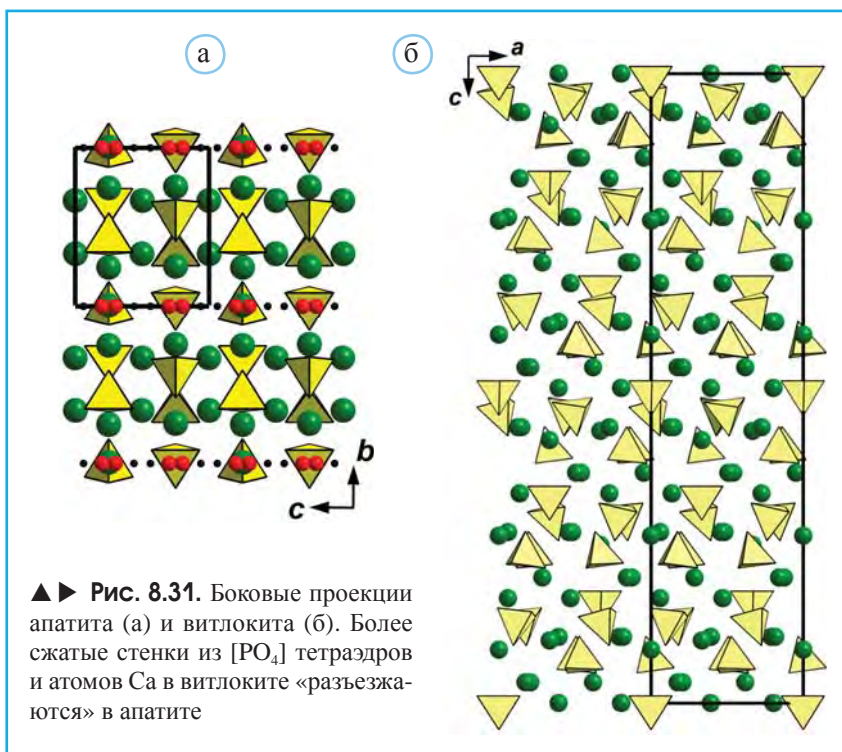 а
б
a
c
b
c
▲ ▶ Рис. 8.31. Боковые проекции
апатита (а) и витлокита (б). Более
сжатые стенки из [PO₄] тетраэдров
и атомов Ca в витлоките «разъезжа-
ются» в апатите